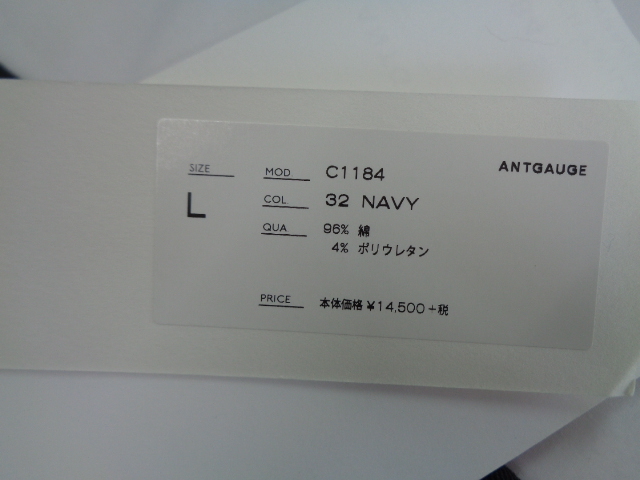 ANTGAUGE
SIZE
L
MOD C1184
COL 32 NAVY
QUA 96% 綿
4% ポリウレタン
PRICE 本体価格¥14,500+税